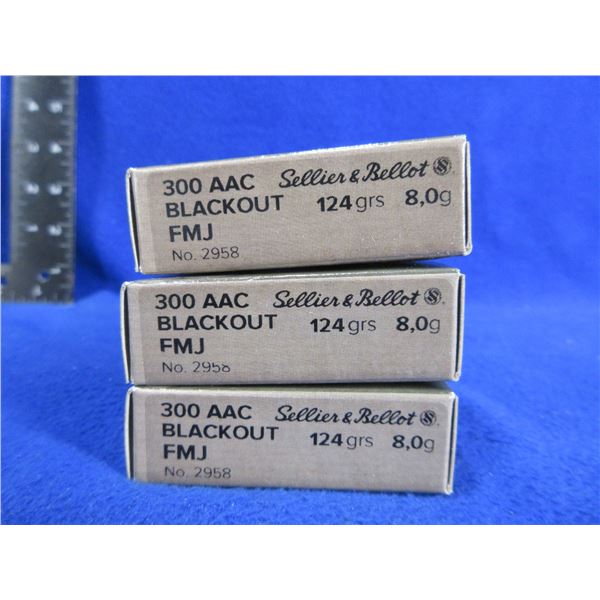 300 AAC Sellier & Bellot
BLACKOUT 124 grs 8,0g
FMJ
No. 2958
300 AAC Sellier & Bellot
BLACKOUT 124 grs 8,0g
FMJ
No. 2958
300 AAC Sellier & Bellot
BLACKOUT 124 grs 8,0g
FMJ
No. 2958